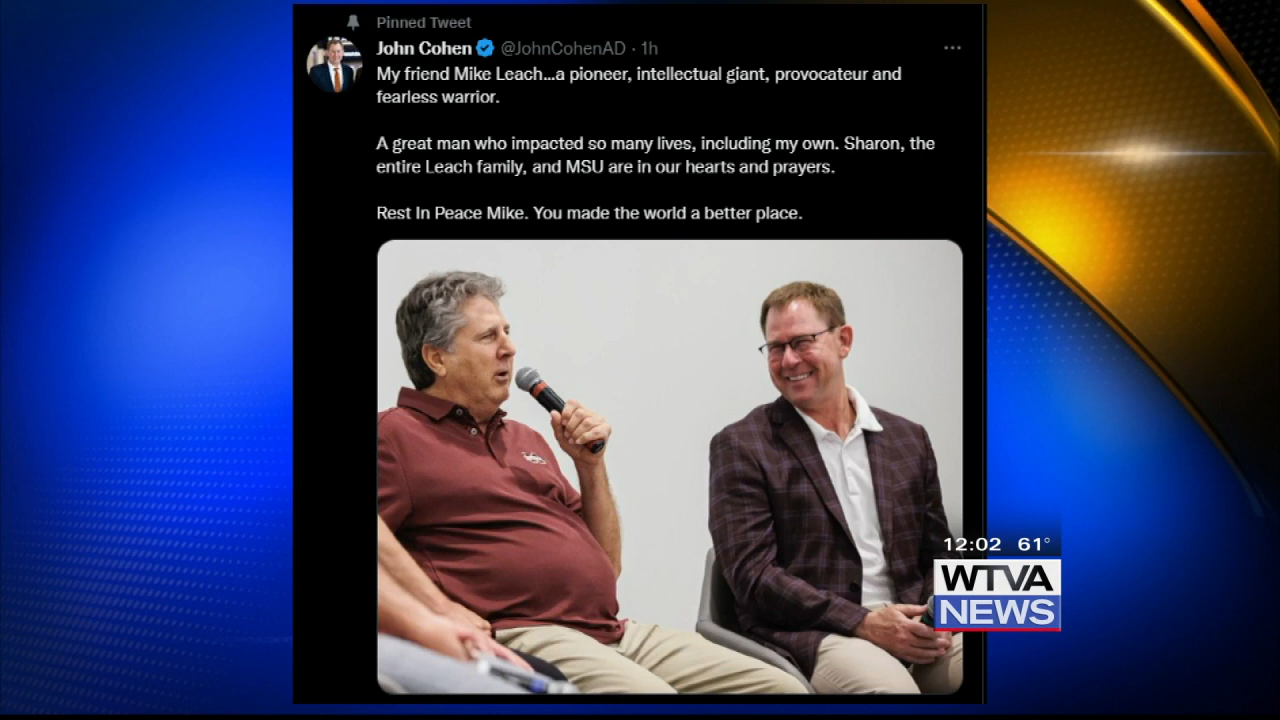 Pinned Tweet
John Cohen @JohnCohenAD · 1h
My friend Mike Leach...a pioneer, intellectual giant, provocateur and
fearless warrior.
A great man who impacted so many lives, including my own. Sharon, the
entire Leach family, and MSU are in our hearts and prayers.
Rest In Peace Mike. You made the world a better place.
12:02 61°
WTVA
NEWS